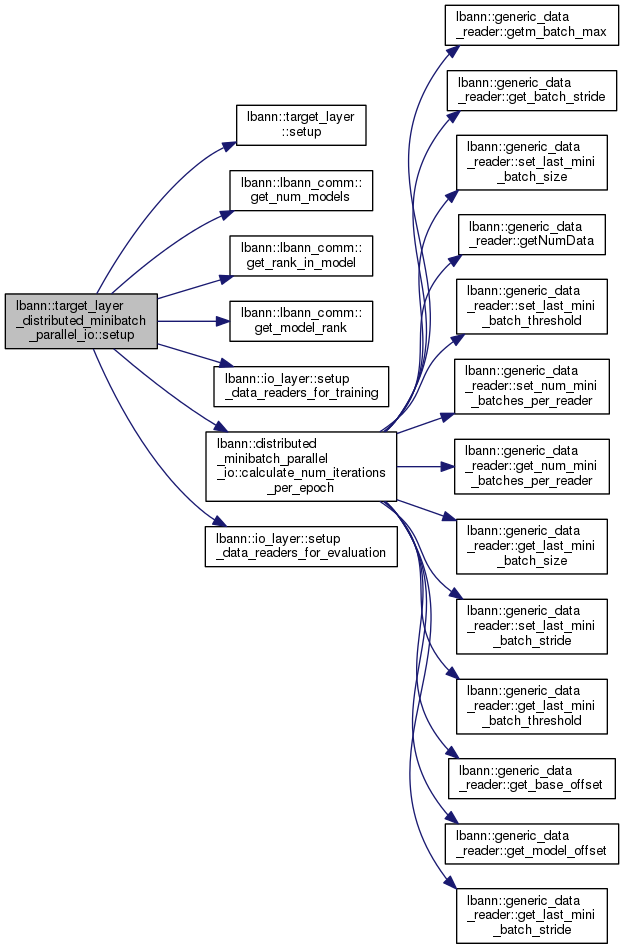 lbann::target_layer
_distributed_minibatch
_parallel_io::setup
lbann::target_layer
::setup
lbann::lbann_comm::
get_num_models
lbann::lbann_comm::
get_rank_in_model
lbann::lbann_comm::
get_model_rank
lbann::io_layer::setup
_data_readers_for_training
lbann::distributed
_minibatch_parallel
_io::calculate_num_iterations
_per_epoch
lbann::io_layer::setup
_data_readers_for_evaluation
lbann::generic_data
_reader::getm_batch_max
lbann::generic_data
_reader::get_batch_stride
lbann::generic_data
_reader::set_last_mini
_batch_size
lbann::generic_data
_reader::getNumData
lbann::generic_data
_reader::set_last_mini
_batch_threshold
lbann::generic_data
_reader::set_num_mini
_batches_per_reader
lbann::generic_data
_reader::get_num_mini
_batches_per_reader
lbann::generic_data
_reader::get_last_mini
_batch_size
lbann::generic_data
_reader::set_last_mini
_batch_stride
lbann::generic_data
_reader::get_last_mini
_batch_threshold
lbann::generic_data
_reader::get_base_offset
lbann::generic_data
_reader::get_model_offset
lbann::generic_data
_reader::get_last_mini
_batch_stride